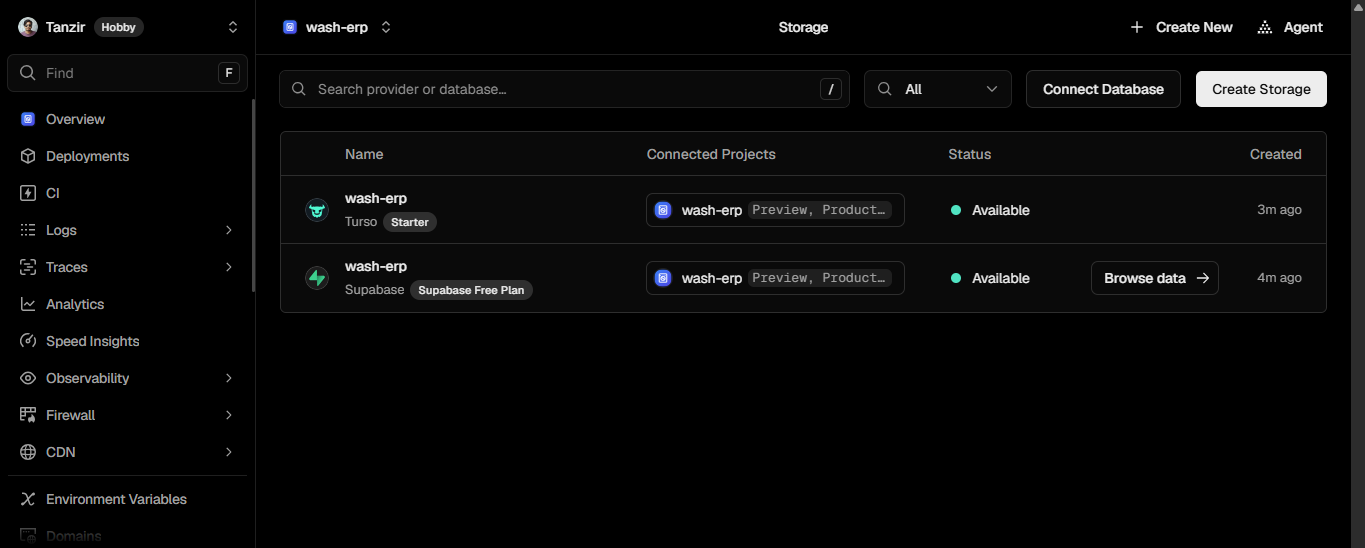 Tanzir Hobby
Find F
Overview
Deployments
CI
Logs
Traces
Analytics
Speed Insights
Observability
Firewall
CDN
Environment Variables
Domains
wash-erp
Storage
Create New
Agent
Search provider or database…
/
All
Connect Database
Create Storage
Name Connected Projects Status Created
wash-erp
Turso Starter
wash-erp Preview, Product…
Available
3m ago
wash-erp
Supabase Supabase Free Plan
wash-erp Preview, Product…
Available
Browse data
4m ago